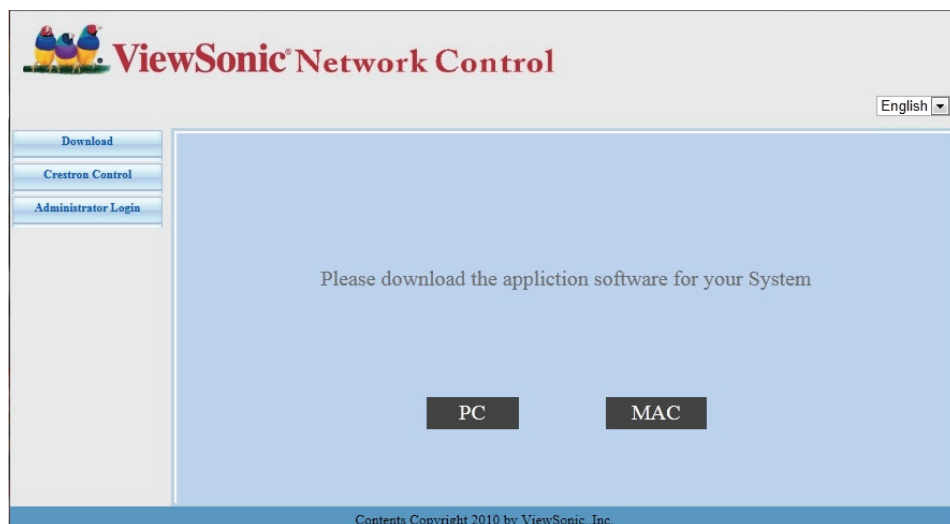 ViewSonic® Network Control
English
Download
Crestron Control
Administrator Login
Please download the appliction software for your System
PC
MAC
Contents Copyright 2010 by ViewSonic, Inc.